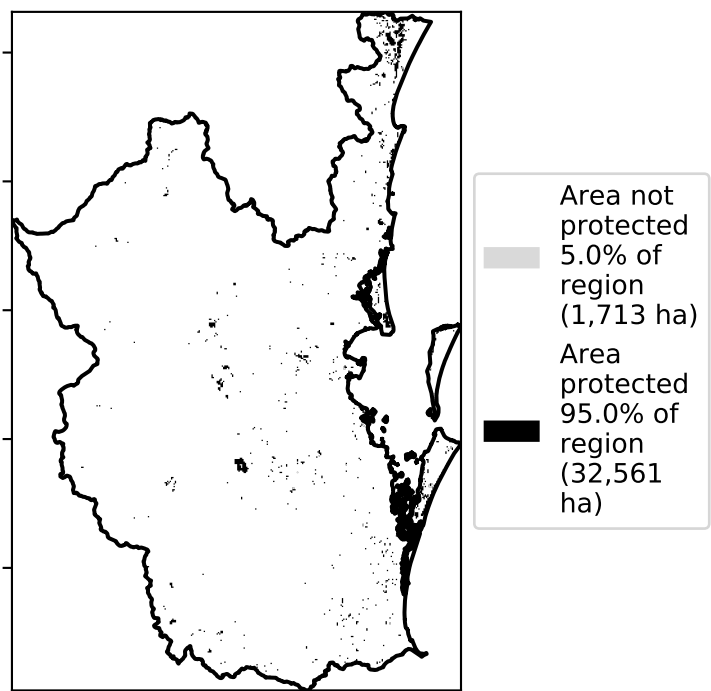 Area not
protected
5.0% of
region
(1,713 ha)
Area
protected
95.0% of
region
(32,561
ha)